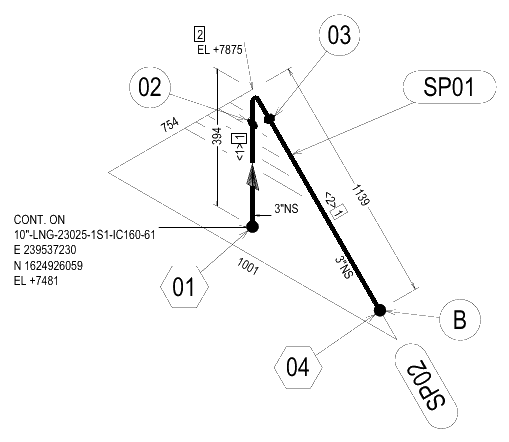 2
EL +7875
03
02
SP01
754
394
<1>1
1139
<2>1
3"NS
CONT. ON
10"-LNG-23025-1S1-IC160-61
E 239537230
N 1624926059
EL +7481
3"NS
1001
01
B
04
SP02